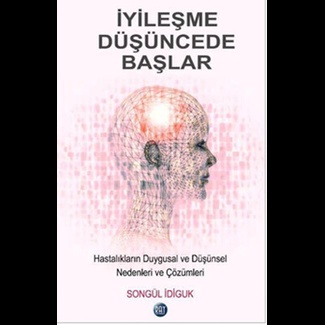 İYİLEŞME
DÜŞÜNCEDE
BAŞLAR
Hastalıkların Duygusal ve Düşünsel
Nedenleri ve Çözümleri
SONGÜL İDİGUK